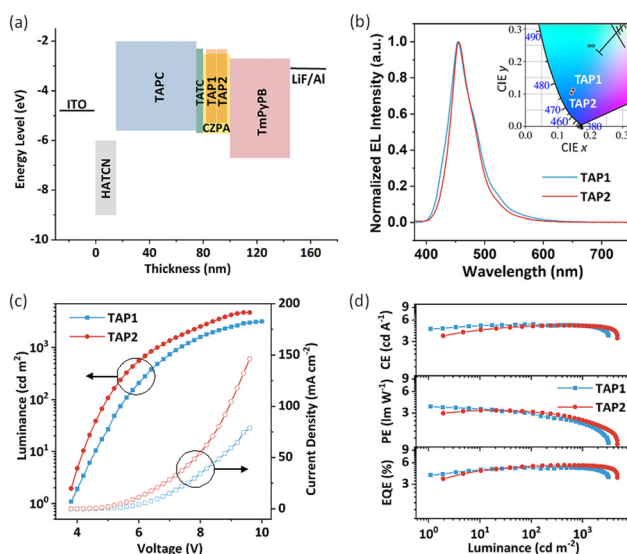 (a)
-2
-4
-6
-8
-10
Energy Level (eV)
ITO
HATCN
TAPC
TATC
TAP1
TAP2
CZPA
TmPyPB
LiF/Al
0
40
80
120
160
Thickness (nm)
(b)
1.0
0.8
0.6
0.4
0.2
0.0
Normalized EL Intensity (a.u.)
400
500
600
700
Wavelength (nm)
TAP1
TAP2
0.3
0.2
0.1
0.0
CIE y
0.0
0.1
0.2
0.3
CIE x
490
480
470
460
380
TAP1
TAP2
(c)
TAP1
TAP2
10³
10²
10¹
10⁰
Luminance (cd m²)
200
150
100
50
0
Current Density (mA cm⁻²)
4
6
8
10
Voltage (V)
(d)
9
6
3
CE (cd A⁻¹)
9
6
3
PE (lm W⁻¹)
TAP1
TAP2
9
6
3
EQE (%)
10⁰
10¹
10²
10³
10⁴
Luminance (cd m⁻²)